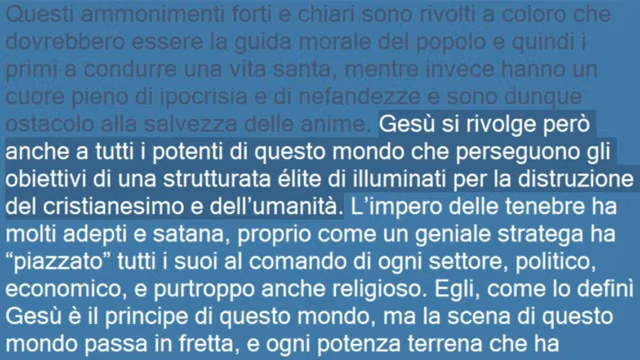 Questi ammonimenti forti e chiari sono rivolti a coloro che
dovrebbero essere la guida morale del popolo e quindi i
primi a condurre una vita santa, mentre invece hanno un
cuore pieno di ipocrisia e di nefandezze e sono dunque
ostacolo alla salvezza delle anime. Gesù si rivolge però
anche a tutti i potenti di questo mondo che perseguono gli
obiettivi di una strutturata élite di illuminati per la distruzione
del cristianesimo e dell'umanità. L'impero delle tenebre ha
molti adepti e satana, proprio come un geniale stratega ha
“piazzato” tutti i suoi al comando di ogni settore, politico,
economico, e purtroppo anche religioso. Egli, come lo definì
Gesù è il principe di questo mondo, ma la scena di questo
mondo passa in fretta, e ogni potenza terrena che ha